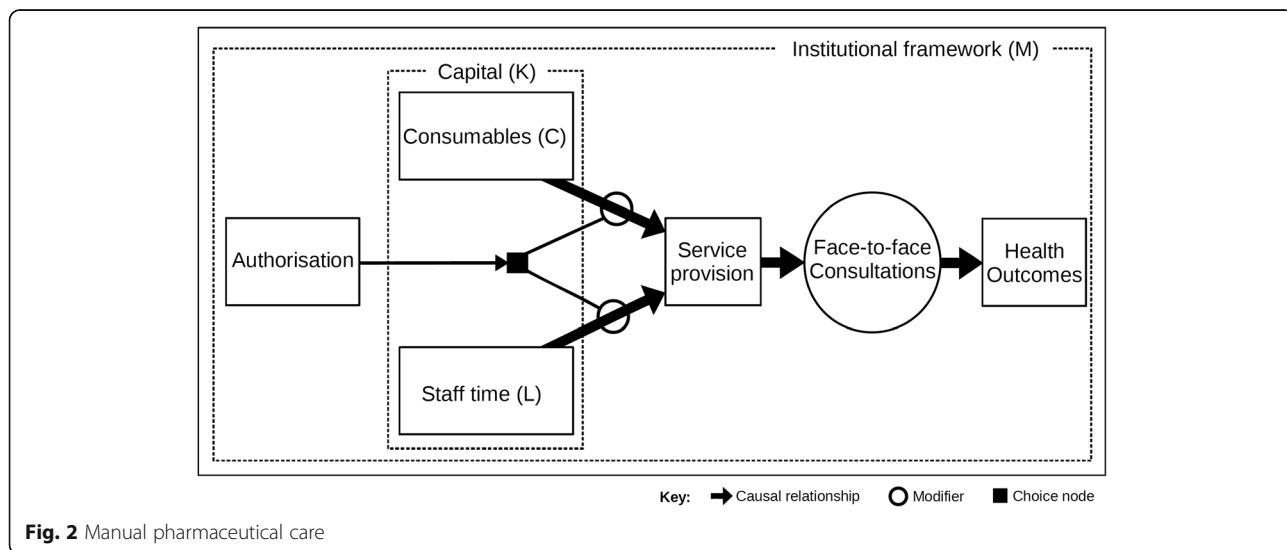 Institutional framework (M)
Capital (K)
Consumables (C)
Authorisation
Staff time (L)
Service
provision
Face-to-face
Consultations
Health
Outcomes
Key: Causal relationship Modifier Choice node
Fig. 2 Manual pharmaceutical care